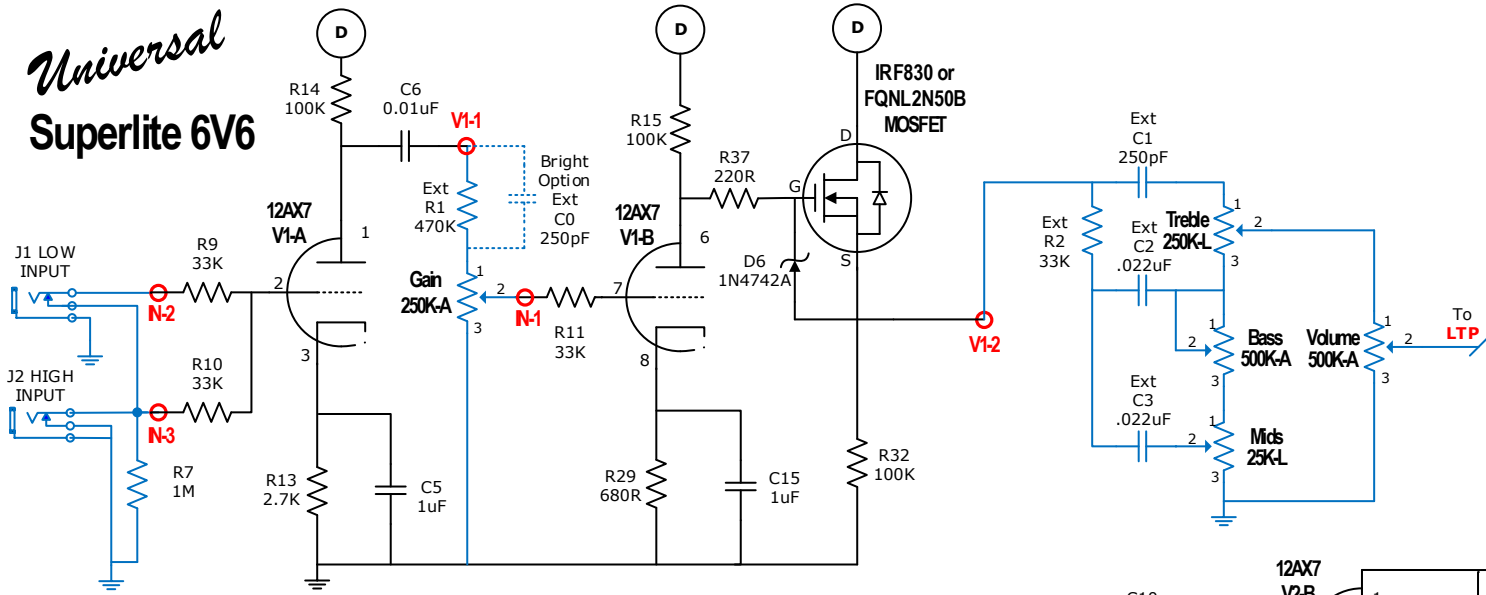 Universal
Superlite 6V6
D
R14
100K
C6
0.01uF
V1-1
Bright
Option
Ext
C0
250pF
Ext
R1
470K
12AX7
V1-A
1
2
3
J1 LOW
INPUT
R9
33K
IN-2
J2 HIGH
INPUT
R10
33K
IN-3
R7
1M
R13
2.7K
C5
1uF
Gain
250K-A
1
2
3
IN-1
R11
33K
D
R15
100K
12AX7
V1-B
6
7
8
R37
220R
R29
680R
C15
1uF
D
IRF830 or
FQNL2N50B
MOSFET
D
G
S
D6
1N4742A
R32
100K
V1-2
Ext
C1
250pF
Ext
R2
33K
Ext
C2
.022uF
Treble
250K-L
1
2
3
Bass
500K-A
1
2
3
Ext
C3
.022uF
Mids
25K-L
1
2
3
Volume
500K-A
1
2
3
To
LTP
12AX7